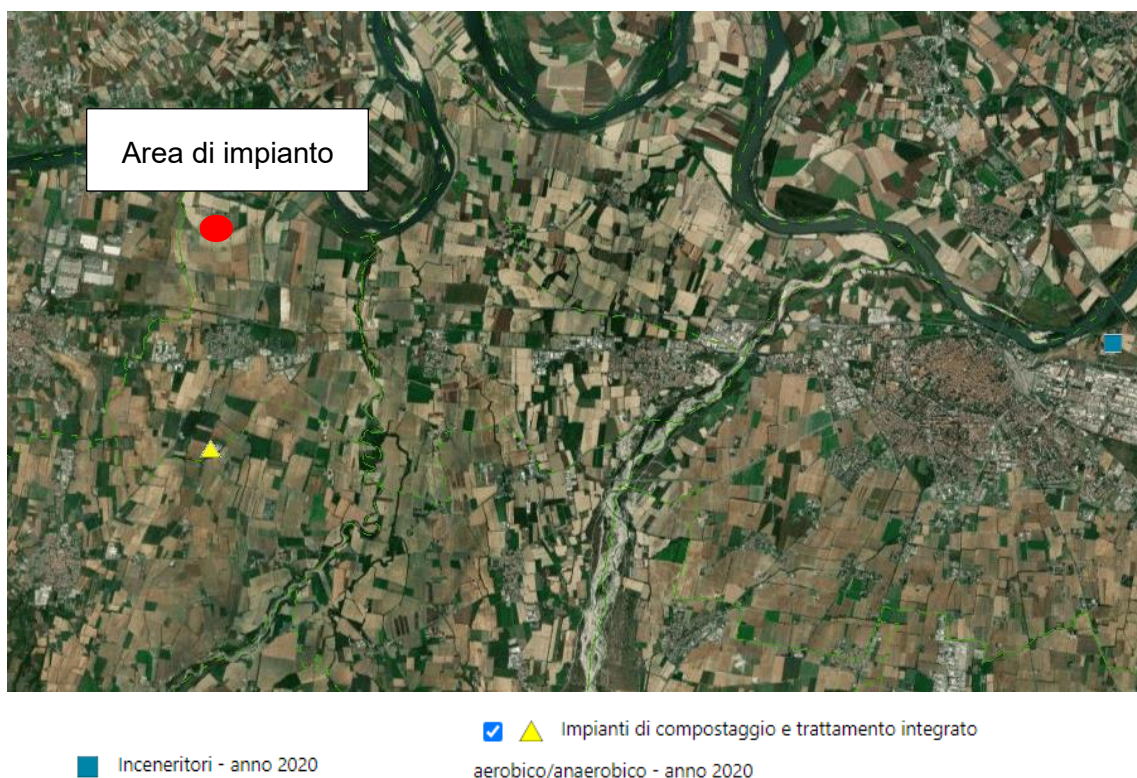 Area di impianto
Impianti di compostaggio e trattamento integrato
Inceneritori - anno 2020
aerobico/anaerobico - anno 2020